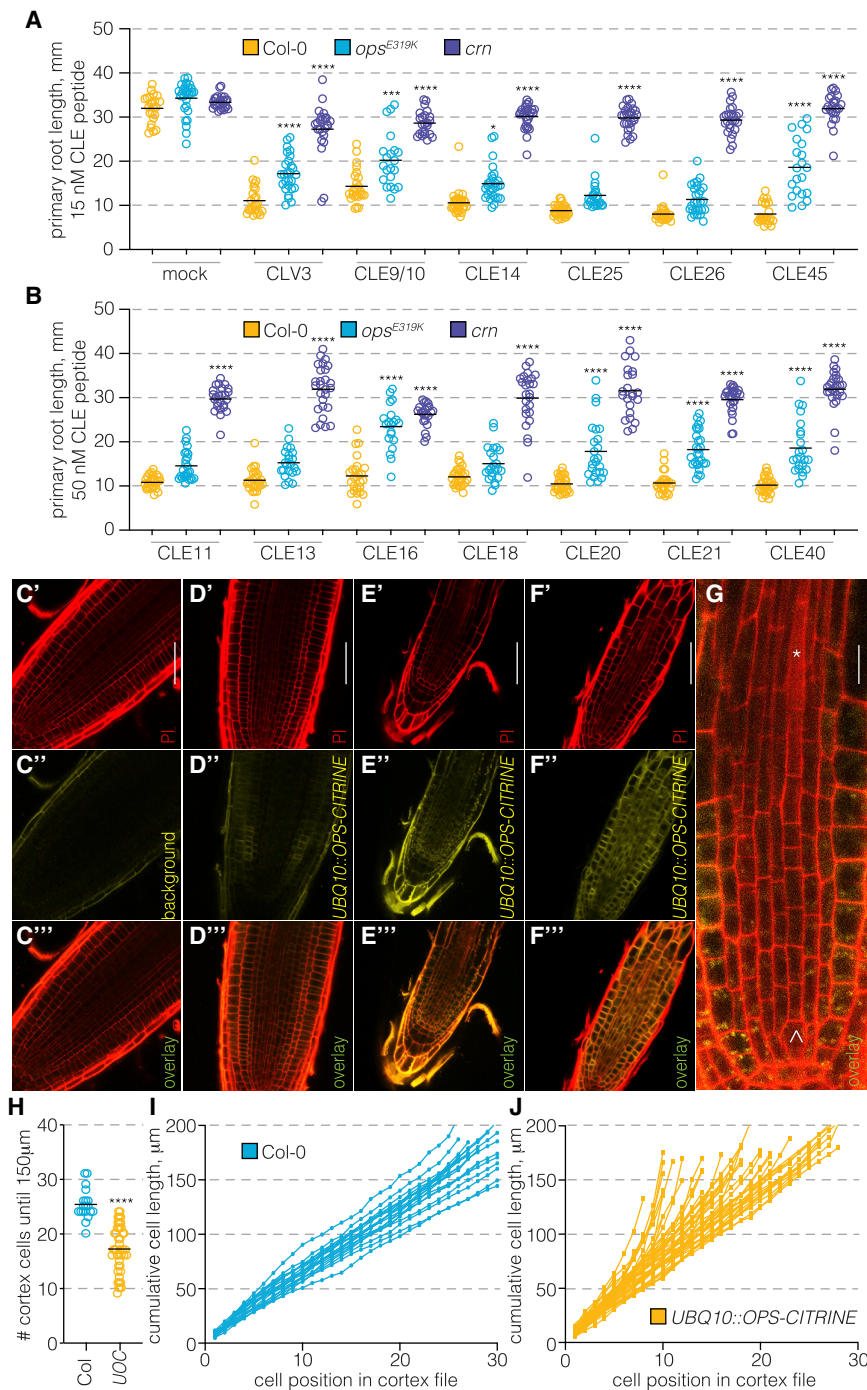 A
Col-0 ops^E319K crn
primary root length, mm
15 nM CLE peptide
50
40
30
20
10
0
**** *** **** **** * **** **** **** **** ****
mock CLV3 CLE9/10 CLE14 CLE25 CLE26 CLE45
B
Col-0 ops^E319K crn
primary root length, mm
50 nM CLE peptide
50
40
30
20
10
0
**** **** **** **** **** **** **** **** **** **** ****
CLE11 CLE13 CLE16 CLE18 CLE20 CLE21 CLE40
C' PI
D' PI
E' PI
F' PI
G
*
^
C'' background
D'' UBQ10::OPS-CITRINE
E'' UBQ10::OPS-CITRINE
F'' UBQ10::OPS-CITRINE
C''' overlay
D''' overlay
E''' overlay
F''' overlay
overlay
H
# cortex cells until 150µm
40
30
20
10
0
****
Col UOC
I
Col-0
cumulative cell length, µm
200
150
100
50
0
0 10 20 30
cell position in cortex file
J
cumulative cell length, µm
200
150
100
50
0
UBQ10::OPS-CITRINE
0 10 20 30
cell position in cortex file